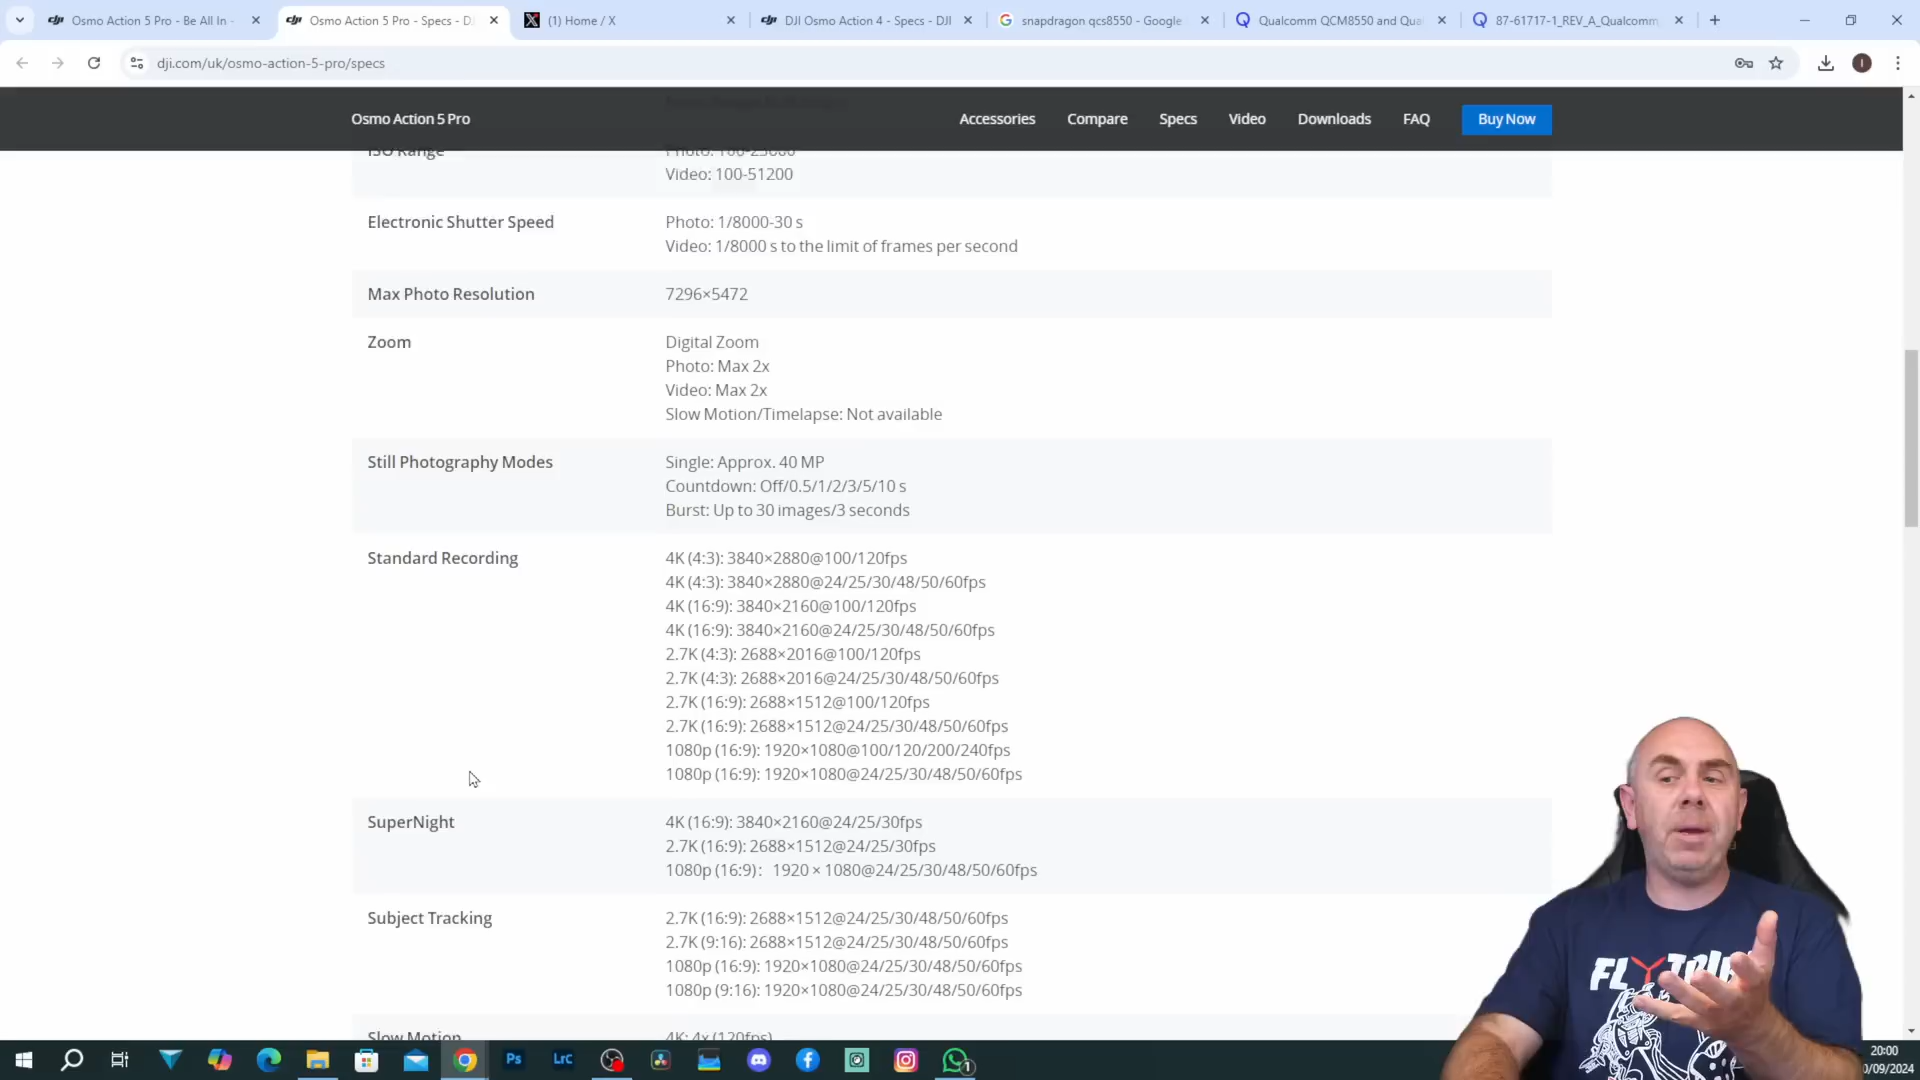 Osmo Action 5 Pro - Be All In -
Osmo Action 5 Pro - Specs - D
(1) Home / X
DJI Osmo Action 4 - Specs - DJI
snapdragon qcs8550 - Google
Qualcomm QCM8550 and Qua
87-61717-1_REV_A_Qualcomm
dji.com/uk/osmo-action-5-pro/specs
Osmo Action 5 Pro
Accessories
Compare
Specs
Video
Downloads
FAQ
Buy Now
ISO Range
Video: 100-51200
Electronic Shutter Speed
Photo: 1/8000-30 s
Video: 1/8000 s to the limit of frames per second
Max Photo Resolution
7296×5472
Zoom
Digital Zoom
Photo: Max 2x
Video: Max 2x
Slow Motion/Timelapse: Not available
Still Photography Modes
Single: Approx. 40 MP
Countdown: Off/0.5/1/2/3/5/10 s
Burst: Up to 30 images/3 seconds
Standard Recording
4K (4:3): 3840×2880@100/120fps
4K (4:3): 3840×2880@24/25/30/48/50/60fps
4K (16:9): 3840×2160@100/120fps
4K (16:9): 3840×2160@24/25/30/48/50/60fps
2.7K (4:3): 2688×2016@100/120fps
2.7K (4:3): 2688×2016@24/25/30/48/50/60fps
2.7K (16:9): 2688×1512@100/120fps
2.7K (16:9): 2688×1512@24/25/30/48/50/60fps
1080p (16:9): 1920×1080@100/120/200/240fps
1080p (16:9): 1920×1080@24/25/30/48/50/60fps
SuperNight
4K (16:9): 3840×2160@24/25/30fps
2.7K (16:9): 2688×1512@24/25/30fps
1080p (16:9)：1920 × 1080@24/25/30/48/50/60fps
Subject Tracking
2.7K (16:9): 2688×1512@24/25/30/48/50/60fps
2.7K (9:16): 2688×1512@24/25/30/48/50/60fps
1080p (16:9): 1920×1080@24/25/30/48/50/60fps
1080p (9:16): 1920×1080@24/25/30/48/50/60fps
Slow Motion
4K: 4x (120fps)
Ps
Lrc
1
20:00
0/09/2024